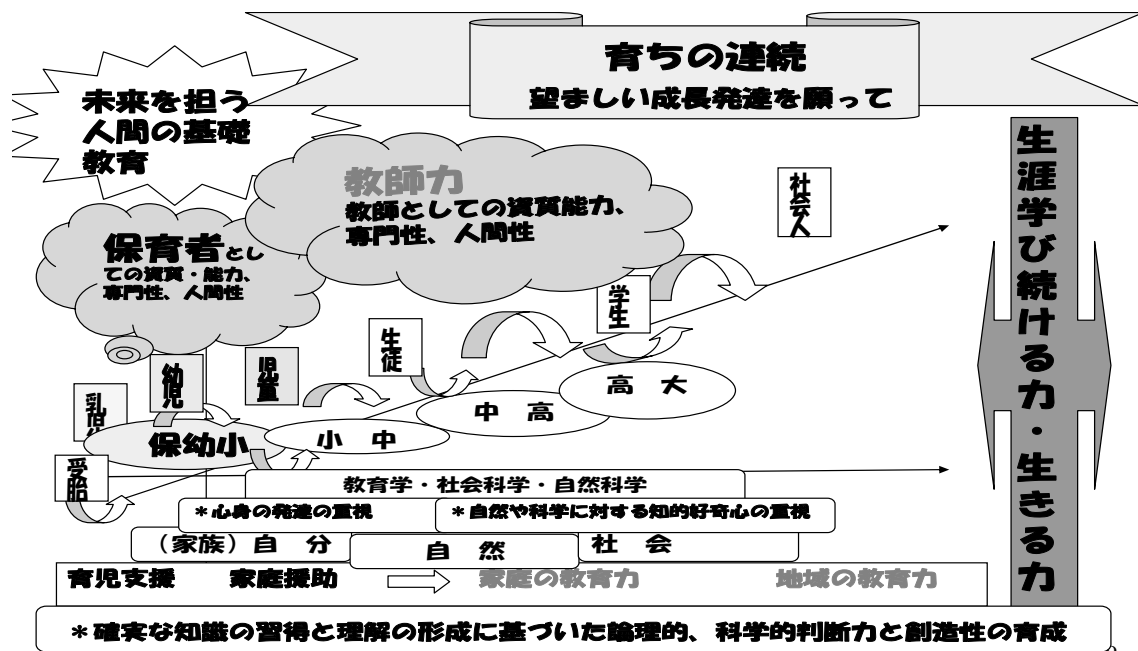 育ちの連続
望ましい成長発達を願って
未来を担う
人間の基礎
教育
教師力
教師としての資質能力、
専門性、人間性
保育者とし
ての資質・能力、
専門性、人間性
社会人
学生
生徒
児童
幼児
受胎
高 大
中 高
小 中
保幼小
教育学・社会科学・自然科学
＊心身の発達の重視
＊自然や科学に対する知的好奇心の重視
（家族）自 分
自 然
社 会
育児支援 家庭援助
家庭の教育力
地域の教育力
＊確実な知識の習得と理解の形成に基づいた論理的、科学的判断力と創造性の育成
生涯学び続ける力・生きる力